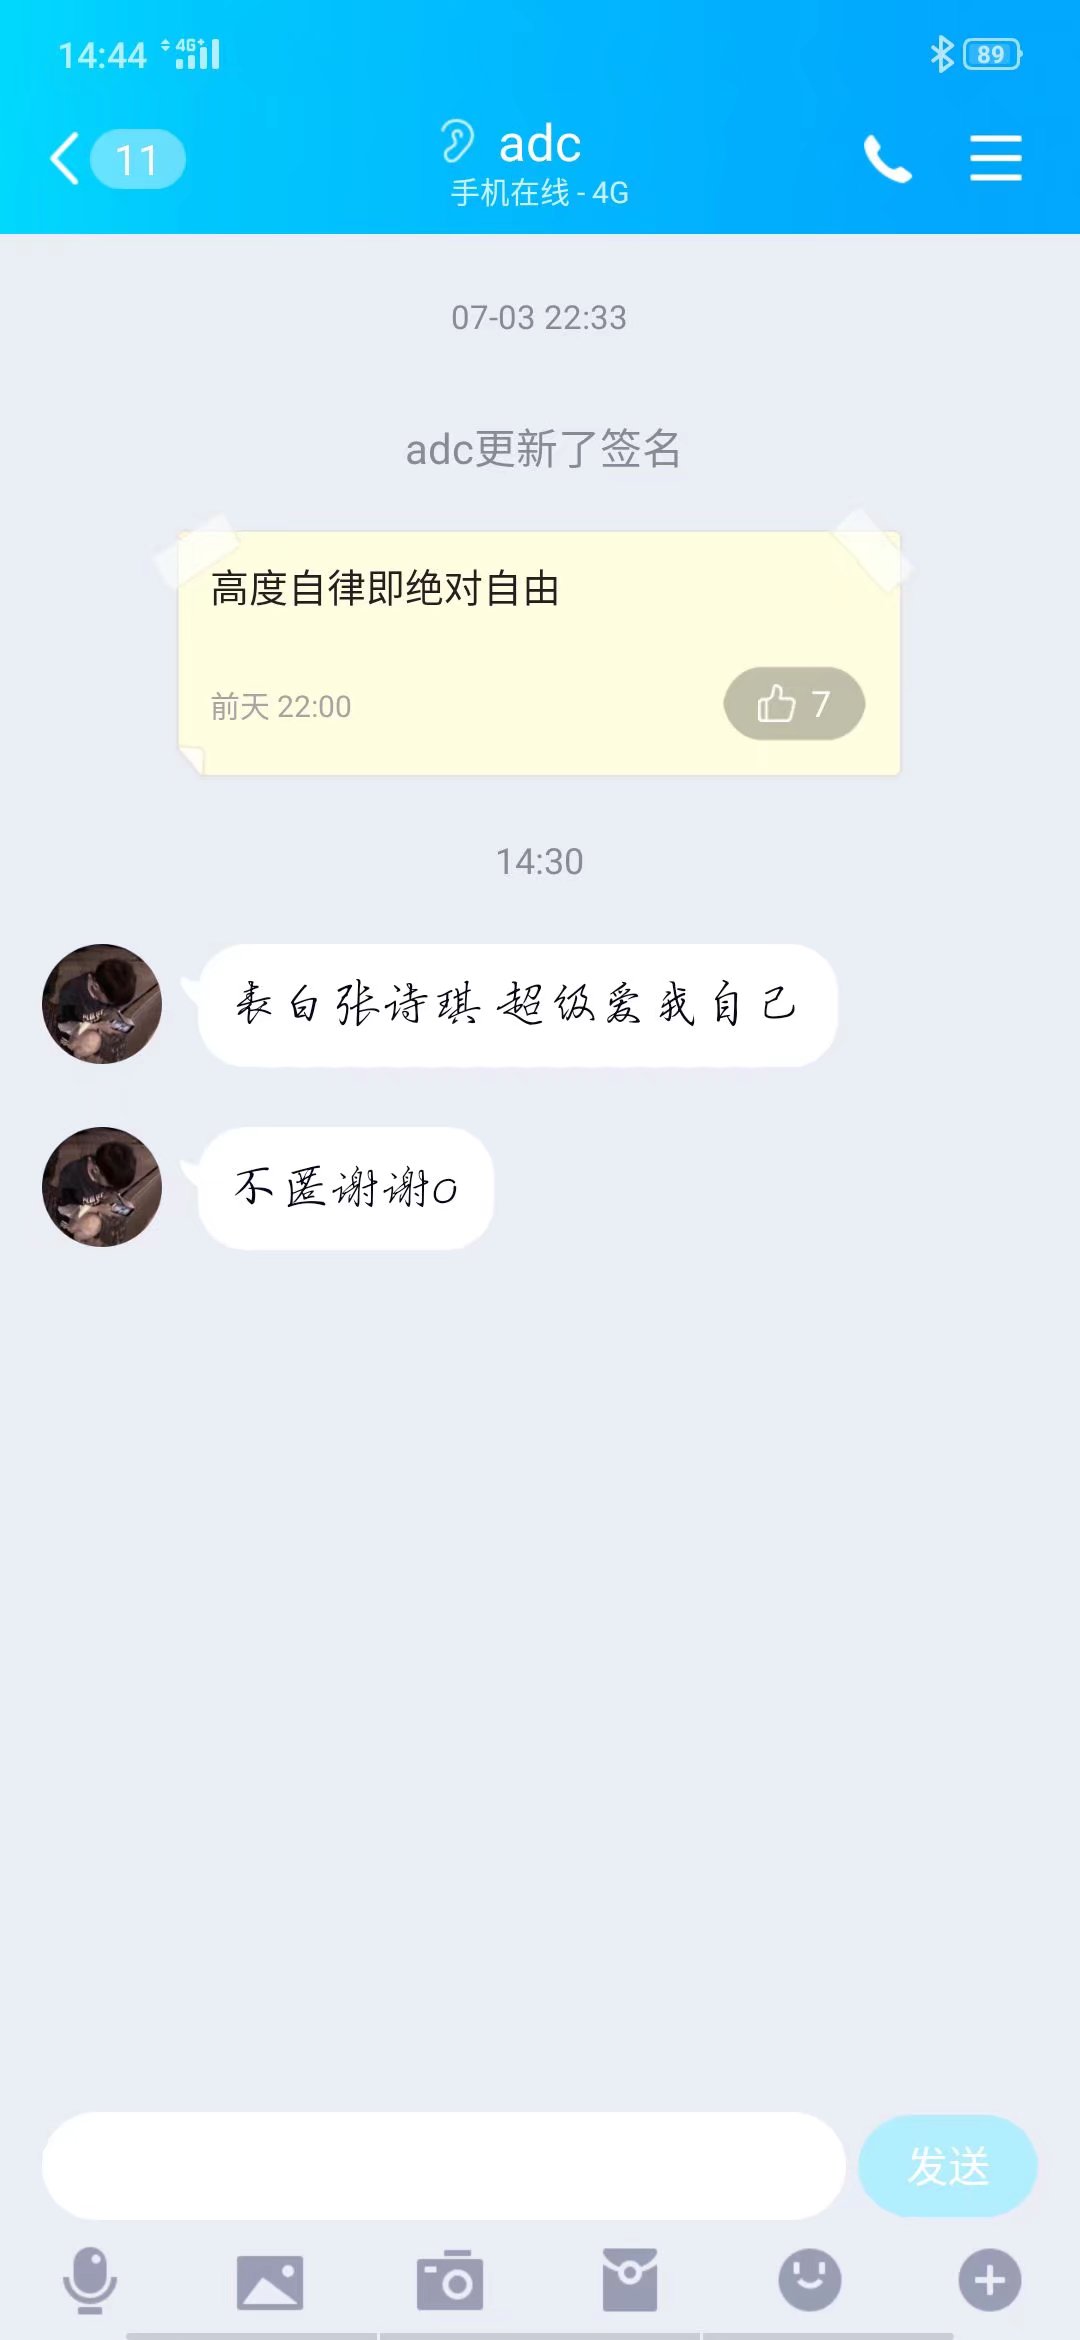 14:44 4G+ 89
11
adc
手机在线 - 4G
07-03 22:33
adc更新了签名
高度自律即绝对自由
前天 22:00
7
14:30
表白张诗琪 超级爱我自己
不匿谢谢o
发送